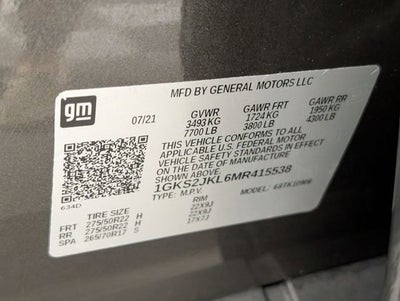 gm
MFD BY GENERAL MOTORS LLC
07/21 GVWR GAWR FRT GAWR RR
3493 KG 1724 KG 1950 KG
7700 LB 3800 LB 4300 LB
THIS VEHICLE CONFORMS TO ALL
APPLICABLE U.S. FEDERAL MOTOR
VEHICLE SAFETY AND THEFT
PREVENTION STANDARDS IN EFFECT
ON THE DATE OF MANUFACTURE
SHOWN ABOVE.
1GKS2JKL6MR415538
TYPE: M.P.V. MODEL:
634D
TIRE SIZE RIM
FRT 275/50R22 H 22X9J
RR 275/50R22 H 22X9J
SPA 265/70R17 S 17X7J